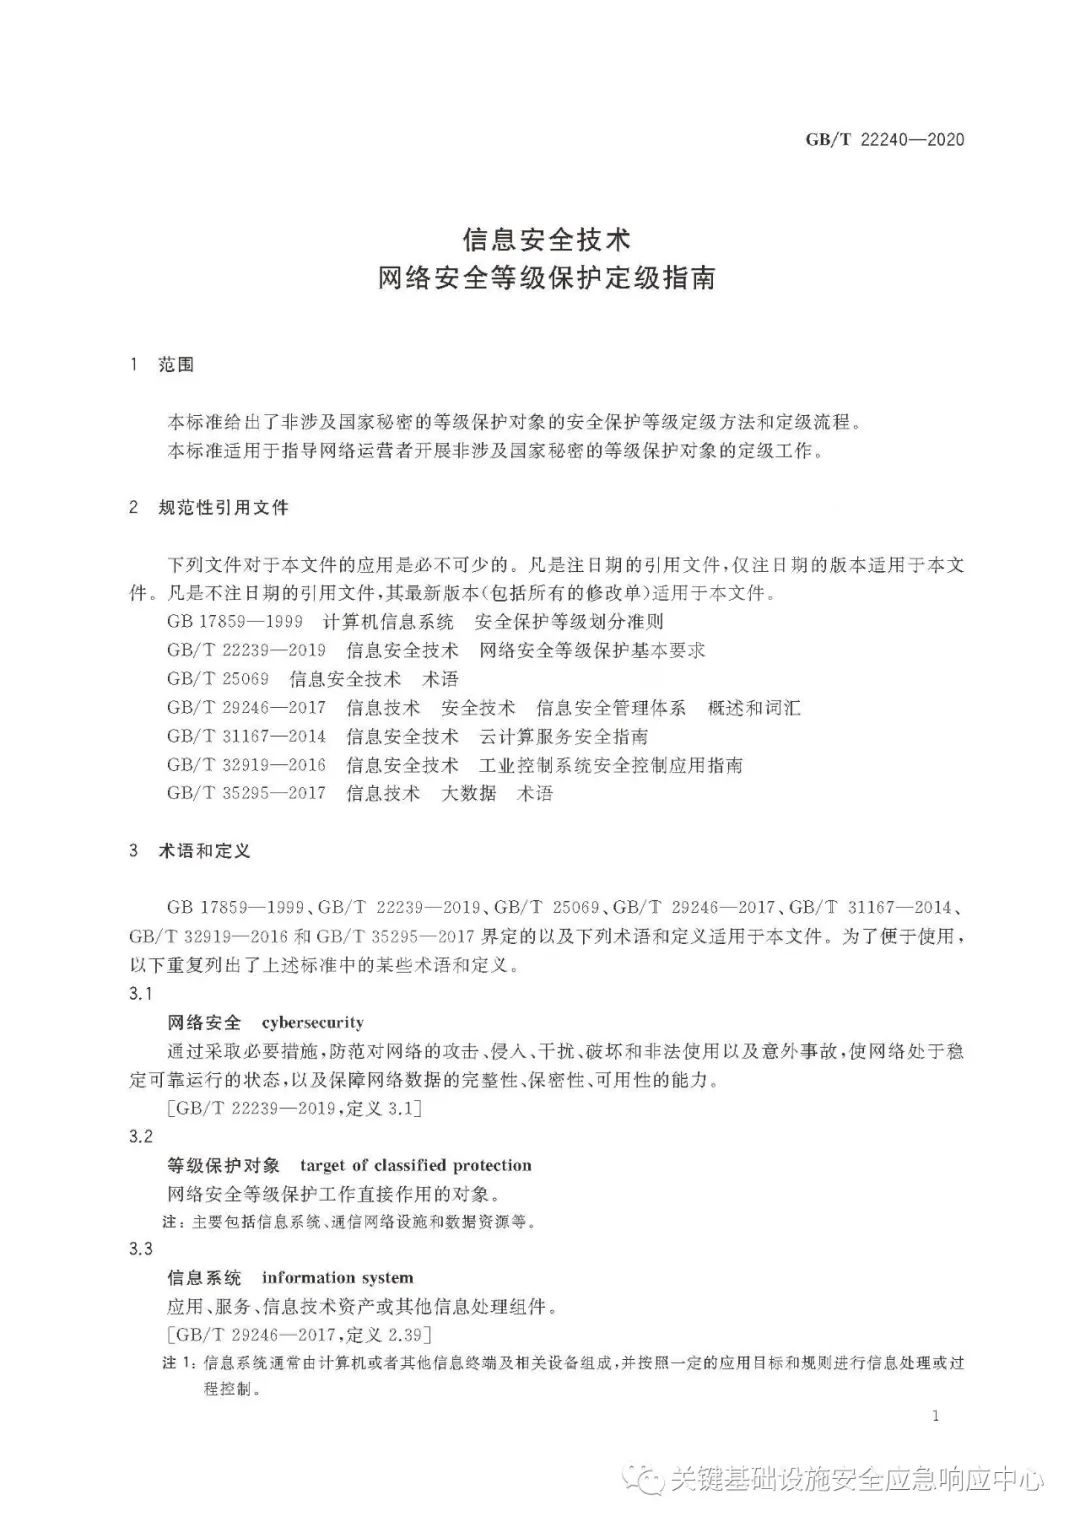 GB/T 22240—2020
信息安全技术
网络安全等级保护定级指南
1 范围
本标准给出了非涉及国家秘密的等级保护对象的安全保护等级定级方法和定级流程。
本标准适用于指导网络运营者开展非涉及国家秘密的等级保护对象的定级工作。
2 规范性引用文件
下列文件对于本文件的应用是必不可少的。凡是注日期的引用文件,仅注日期的版本适用于本文
件。凡是不注日期的引用文件,其最新版本(包括所有的修改单)适用于本文件。
GB 17859—1999 计算机信息系统 安全保护等级划分准则
GB/T 22239—2019 信息安全技术 网络安全等级保护基本要求
GB/T 25069 信息安全技术 术语
GB/T 29246—2017 信息技术 安全技术 信息安全管理体系 概述和词汇
GB/T 31167—2014 信息安全技术 云计算服务安全指南
GB/T 32919—2016 信息安全技术 工业控制系统安全控制应用指南
GB/T 35295—2017 信息技术 大数据 术语
3 术语和定义
GB 17859—1999、GB/T 22239—2019、GB/T 25069、GB/T 29246—2017、GB/T 31167—2014、
GB/T 32919—2016 和 GB/T 35295—2017 界定的以及下列术语和定义适用于本文件。为了便于使用,
以下重复列出了上述标准中的某些术语和定义。
3.1
网络安全 cybersecurity
通过采取必要措施,防范对网络的攻击、侵入、干扰、破坏和非法使用以及意外事故,使网络处于稳
定可靠运行的状态,以及保障网络数据的完整性、保密性、可用性的能力。
[GB/T 22239—2019,定义 3.1]
3.2
等级保护对象 target of classified protection
网络安全等级保护工作直接作用的对象。
注: 主要包括信息系统、通信网络设施和数据资源等。
3.3
信息系统 information system
应用、服务、信息技术资产或其他信息处理组件。
[GB/T 29246—2017,定义 2.39]
注 1: 信息系统通常由计算机或者其他信息终端及相关设备组成,并按照一定的应用目标和规则进行信息处理或过
程控制。
1
关键基础设施安全应急响应中心